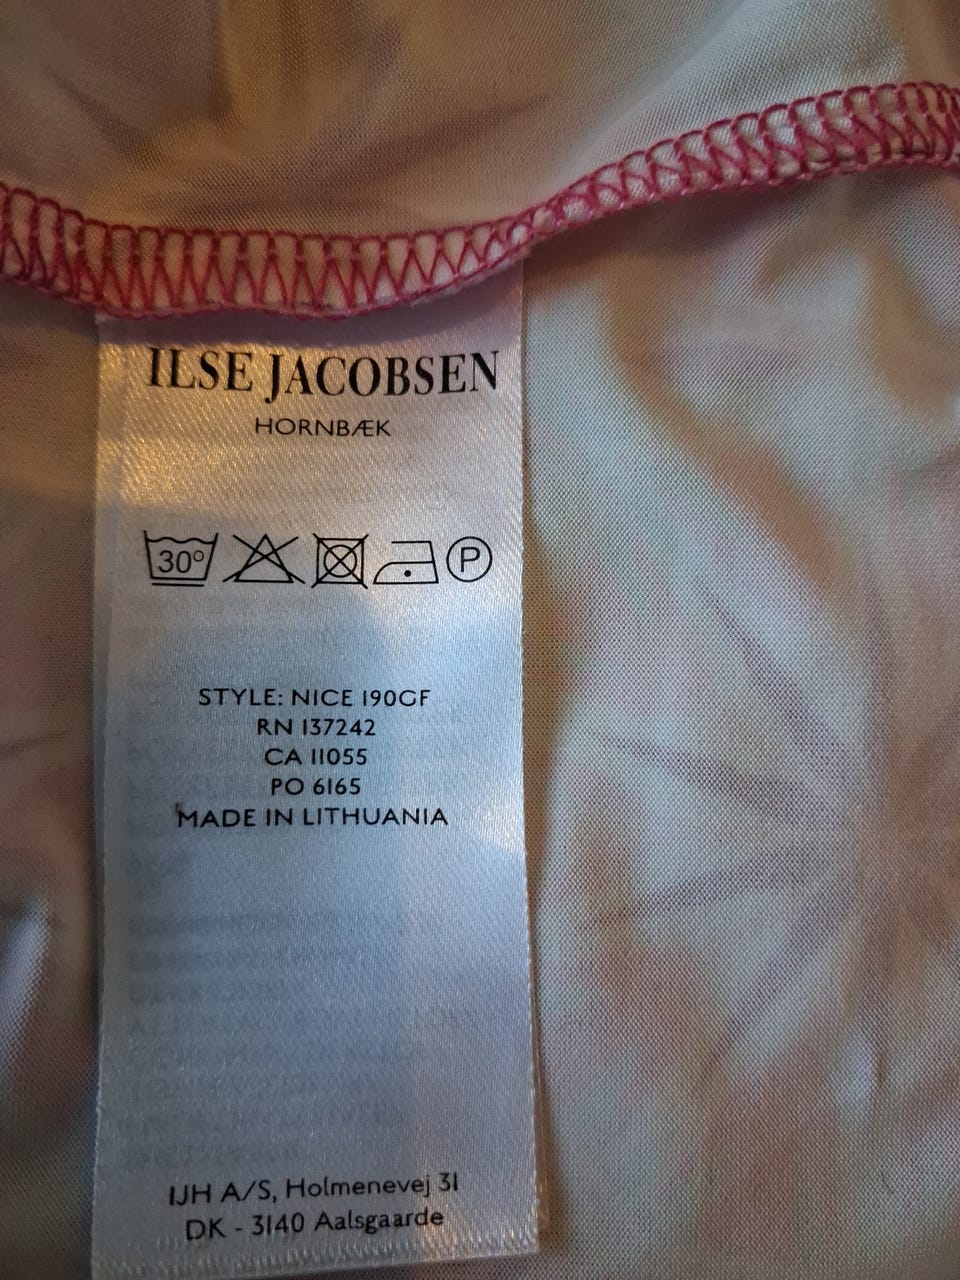 ILSE JACOBSEN
HORNBÆK
30° P
STYLE: NICE 190GF
RN 137242
CA 11055
PO 6165
MADE IN LITHUANIA
IJH A/S, Holmenevej 31
DK - 3140 Aalsgaarde